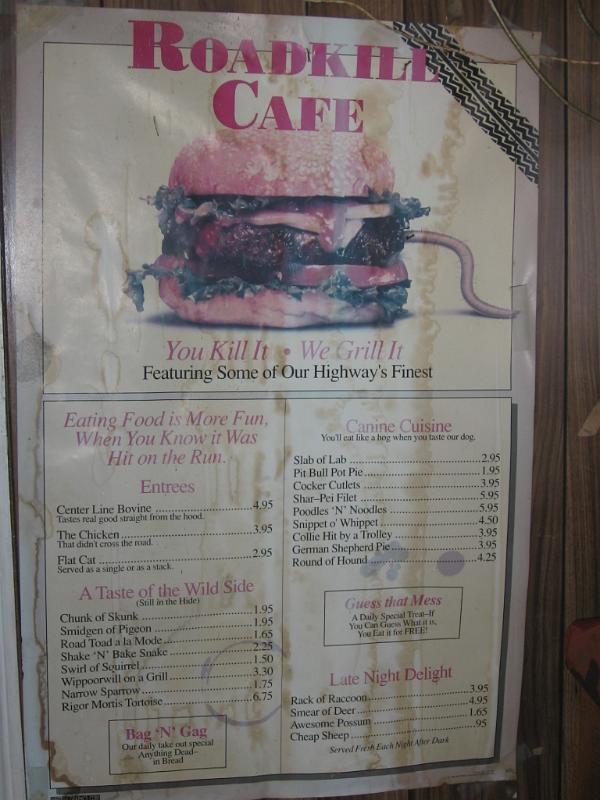 ROADKILL
CAFE
You Kill It • We Grill It
Featuring Some of Our Highway's Finest
Eating Food is More Fun,
When You Know it Was
Hit on the Run.
Entrees
Center Line Bovine 4.95
Tastes real good straight from the hood.
The Chicken 3.95
That didn't cross the road.
Flat Cat 2.95
Served as a single or as a stack.
A Taste of the Wild Side
(Still in the Hide)
Chunk of Skunk 1.95
Smidgen of Pigeon 1.95
Road Toad a la Mode 1.65
Shake 'N' Bake Snake 2.25
Swirl of Squirrel 1.50
Wippoorwill on a Grill 3.30
Narrow Sparrow 1.75
Rigor Mortis Tortoise 6.75
Bag 'N' Gag
Our daily take out special
Anything Dead–
in Bread
Canine Cuisine
You'll eat like a hog when you taste our dog.
Slab of Lab 2.95
Pit Bull Pot Pie 1.95
Cocker Cutlets 3.95
Shar–Pei Filet 5.95
Poodles 'N' Noodles 5.95
Snippet o' Whippet 4.50
Collie Hit by a Trolley 3.95
German Shepherd Pie 3.95
Round of Hound 4.25
Guess that Mess
A Daily Special Treat–If
You Can Guess What it is,
You Eat it for FREE!
Late Night Delight
Rack of Raccoon 3.95
Smear of Deer 4.95
Awesome Possum 1.65
Cheap Sheep .95
Served Fresh Each Night After Dark